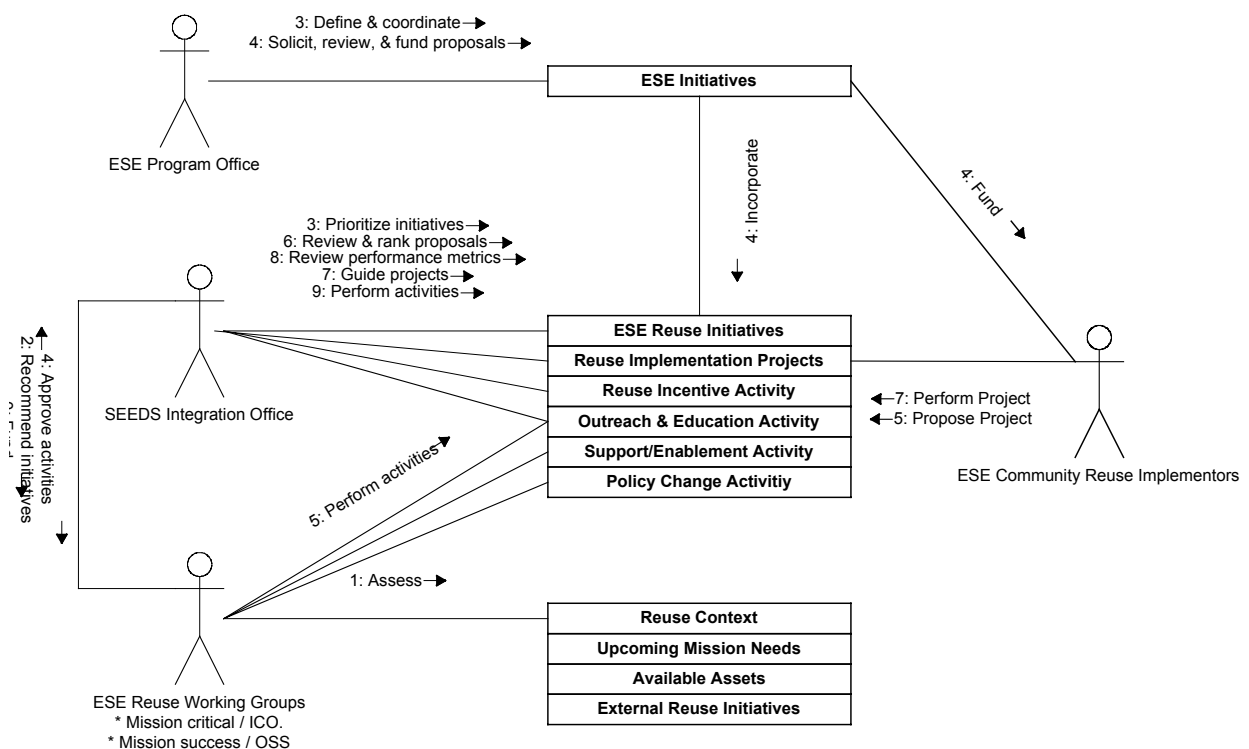 3: Define & coordinate
4: Solicit, review, & fund proposals
ESE Initiatives
ESE Program Office
4: Incorporate
4: Fund
3: Prioritize initiatives
6: Review & rank proposals
8: Review performance metrics
7: Guide projects
9: Perform activities
SEEDS Integration Office
ESE Reuse Initiatives
Reuse Implementation Projects
Reuse Incentive Activity
Outreach & Education Activity
Support/Enablement Activity
Policy Change Activitiy
7: Perform Project
5: Propose Project
ESE Community Reuse Implementors
4: Approve activities
2: Recommend initiatives
5: Perform activities
1: Assess
Reuse Context
Upcoming Mission Needs
Available Assets
External Reuse Initiatives
ESE Reuse Working Groups
* Mission critical / ICO.
* Mission success / OSS